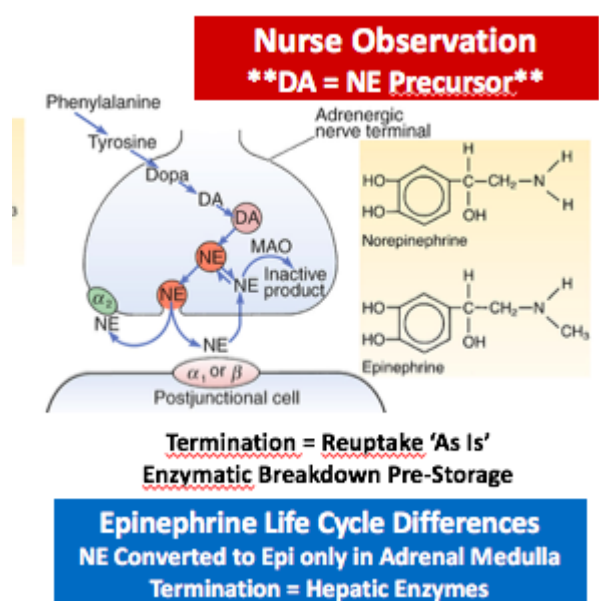 Nurse Observation
**DA = NE Precursor**
Phenylalanine
Tyrosine
Dopa
DA
DA
Adrenergic
nerve terminal
NE
MAO
NE
Inactive
product
NE
α2
NE
NE
α1 or β
Postjunctional cell
H
H
HO
C—CH2—N
HO
H
OH
Norepinephrine
H
H
HO
C—CH2—N
HO
CH3
OH
Epinephrine
Termination = Reuptake ‘As Is’
Enzymatic Breakdown Pre-Storage
Epinephrine Life Cycle Differences
NE Converted to Epi only in Adrenal Medulla
Termination = Hepatic Enzymes